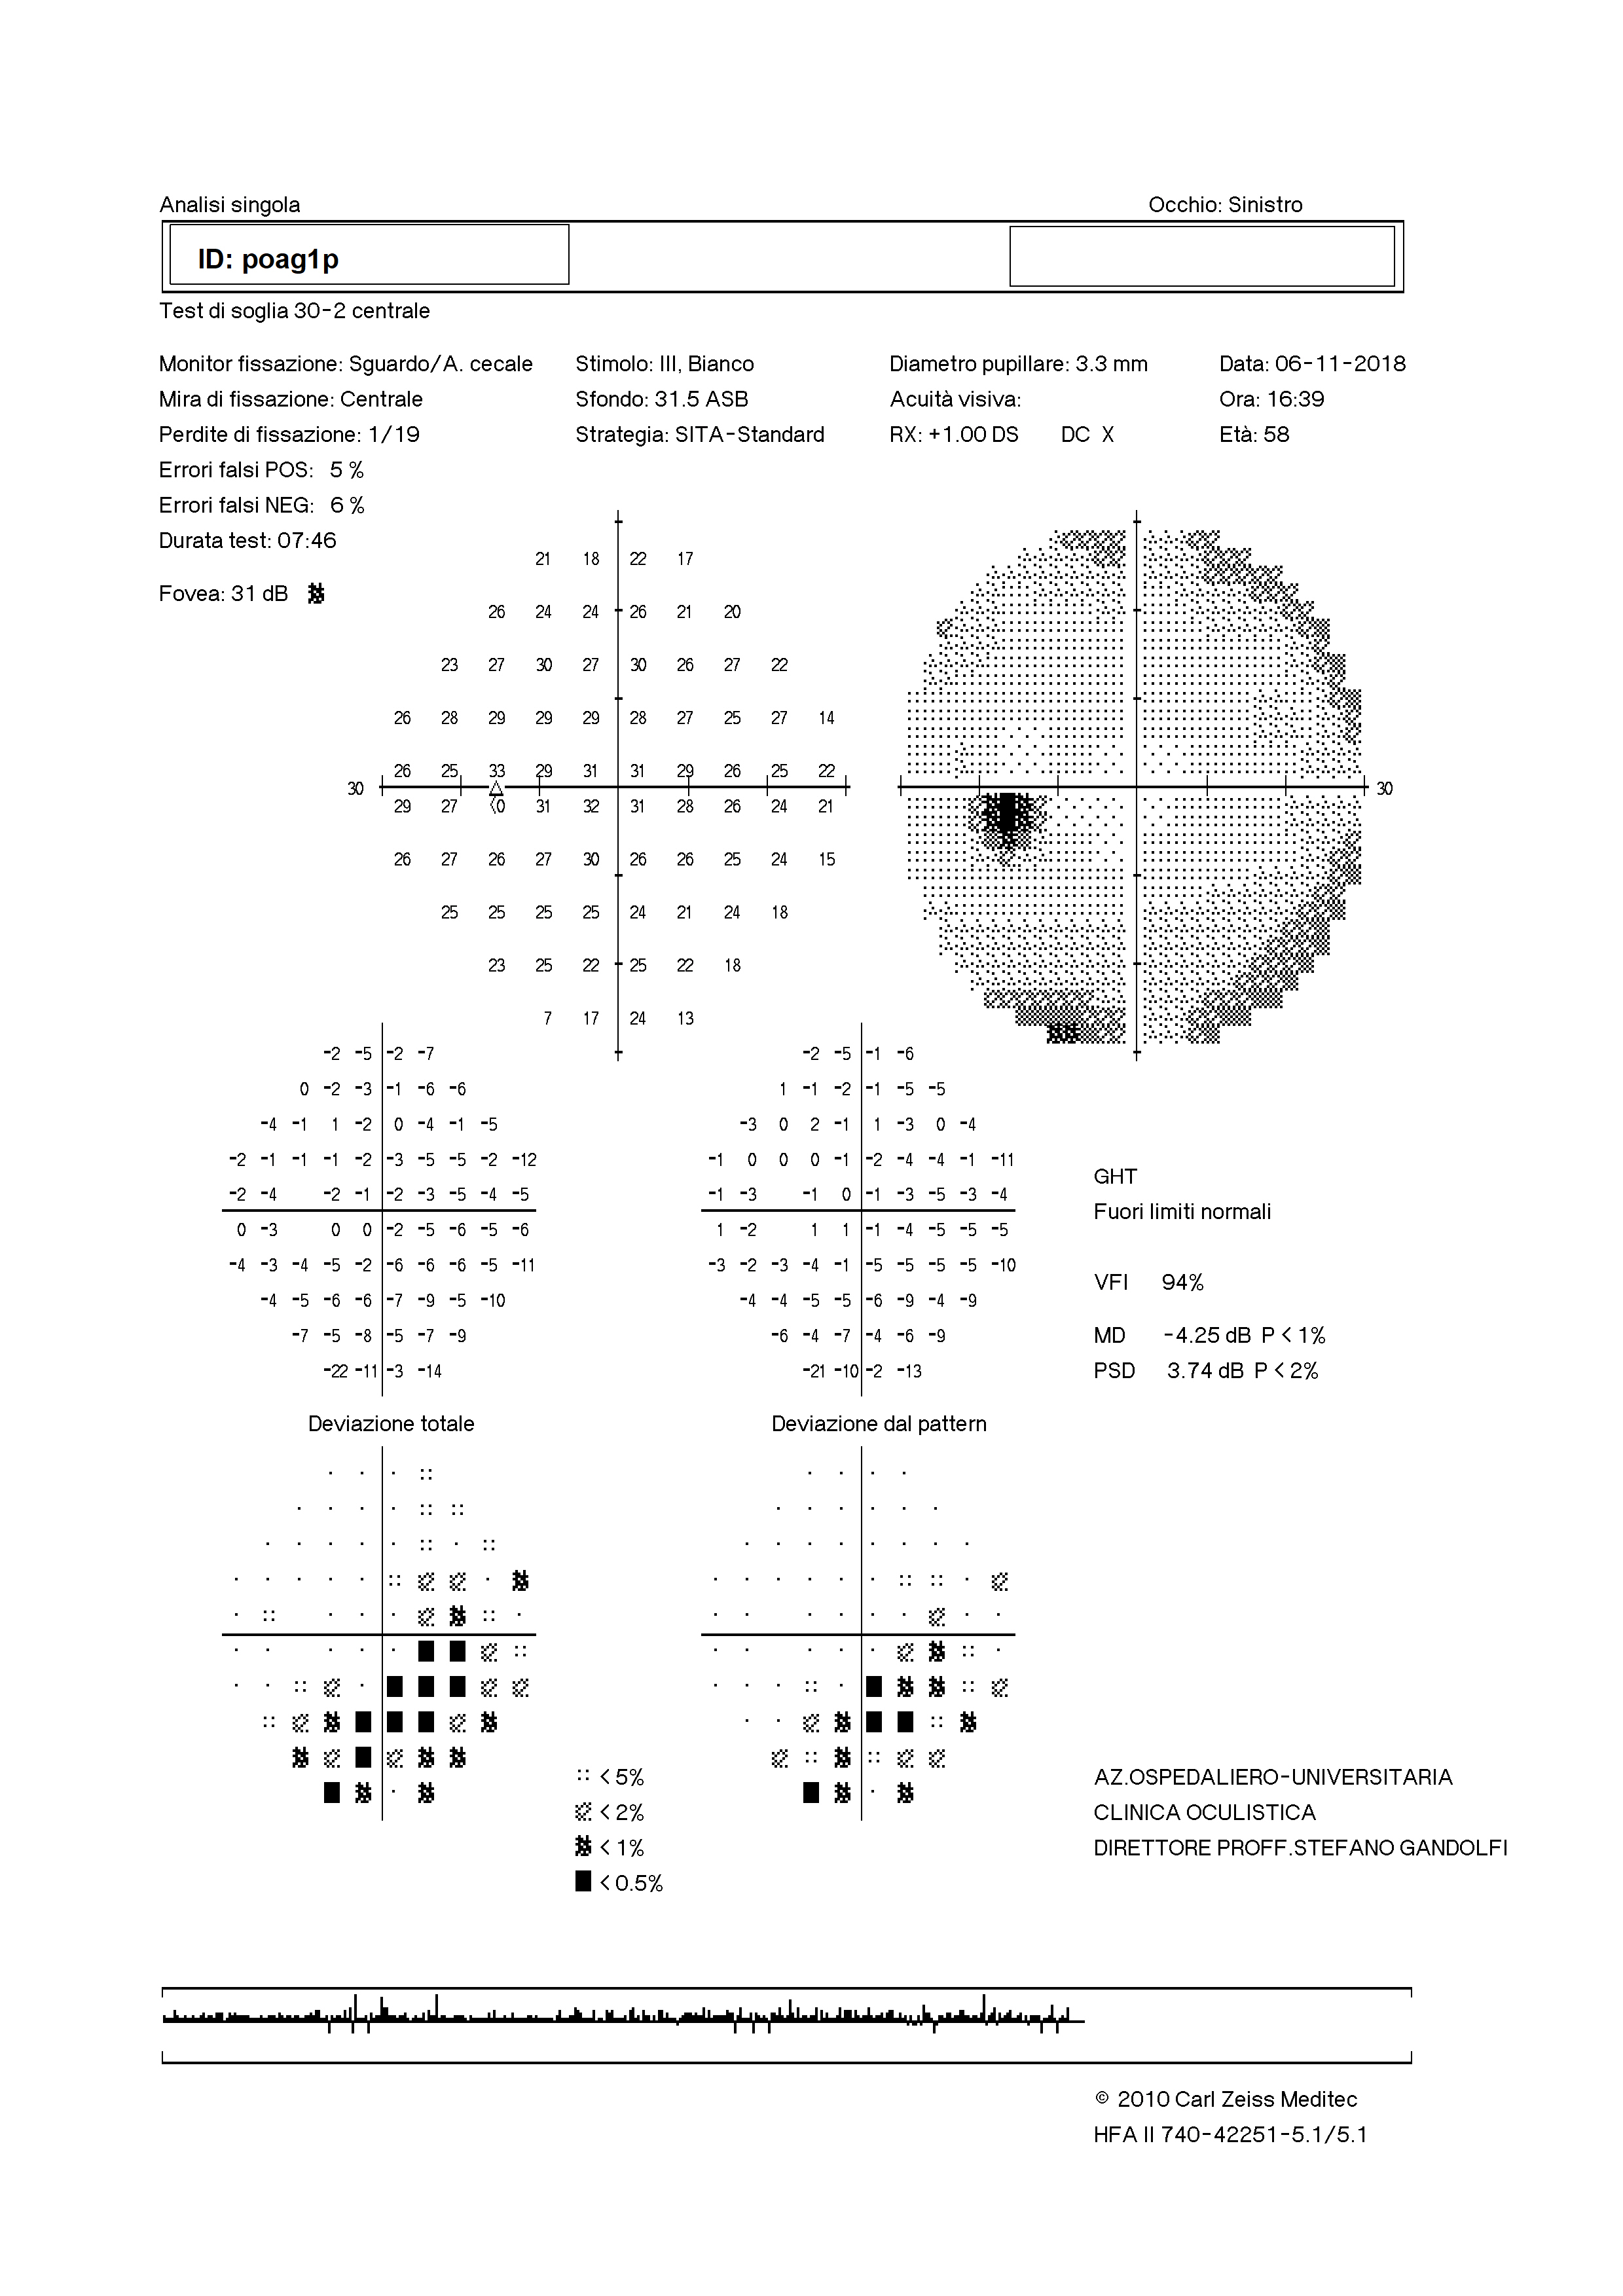 Analisi singola Occhio: Sinistro
ID: poag1p
Test di soglia 30-2 centrale
Monitor fissazione: Sguardo/A. cecale Stimolo: III, Bianco Diametro pupillare: 3.3 mm Data: 06-11-2018
Mira di fissazione: Centrale Sfondo: 31.5 ASB Acuità visiva: Ora: 16:39
Perdite di fissazione: 1/19 Strategia: SITA-Standard RX: +1.00 DS DC X Età: 58
Errori falsi POS: 5 %
Errori falsi NEG: 6 %
Durata test: 07:46
21 18 22 17
Fovea: 31 dB
26 24 24 26 21 20
23 27 30 27 30 26 27 22
26 28 29 29 29 28 27 25 27 14
26 25 33 29 31 31 29 26 25 22
30 30
29 27 <0 31 32 31 28 26 24 21
26 27 26 27 30 26 26 25 24 15
25 25 25 25 24 21 24 18
23 25 22 25 22 18
7 17 24 13
-2 -5 -2 -7 -2 -5 -1 -6
0 -2 -3 -1 -6 -6 1 -1 -2 -1 -5 -5
-4 -1 1 -2 0 -4 -1 -5 -3 0 2 -1 1 -3 0 -4
-2 -1 -1 -1 -2 -3 -5 -5 -2 -12 -1 0 0 0 -1 -2 -4 -4 -1 -11
GHT
-2 -4 -2 -1 -2 -3 -5 -4 -5 -1 -3 -1 0 -1 -3 -5 -3 -4
Fuori limiti normali
0 -3 0 0 -2 -5 -6 -5 -6 1 -2 1 1 -1 -4 -5 -5 -5
-4 -3 -4 -5 -2 -6 -6 -6 -5 -11 -3 -2 -3 -4 -1 -5 -5 -5 -5 -10
VFI 94%
-4 -5 -6 -6 -7 -9 -5 -10 -4 -4 -5 -5 -6 -9 -4 -9
-7 -5 -8 -5 -7 -9 -6 -4 -7 -4 -6 -9 MD -4.25 dB P < 1%
-22 -11 -3 -14 -21 -10 -2 -13 PSD 3.74 dB P < 2%
Deviazione totale Deviazione dal pattern
< 5% AZ.OSPEDALIERO-UNIVERSITARIA
< 2% CLINICA OCULISTICA
< 1% DIRETTORE PROFF.STEFANO GANDOLFI
< 0.5%
© 2010 Carl Zeiss Meditec
HFA II 740-42251-5.1/5.1